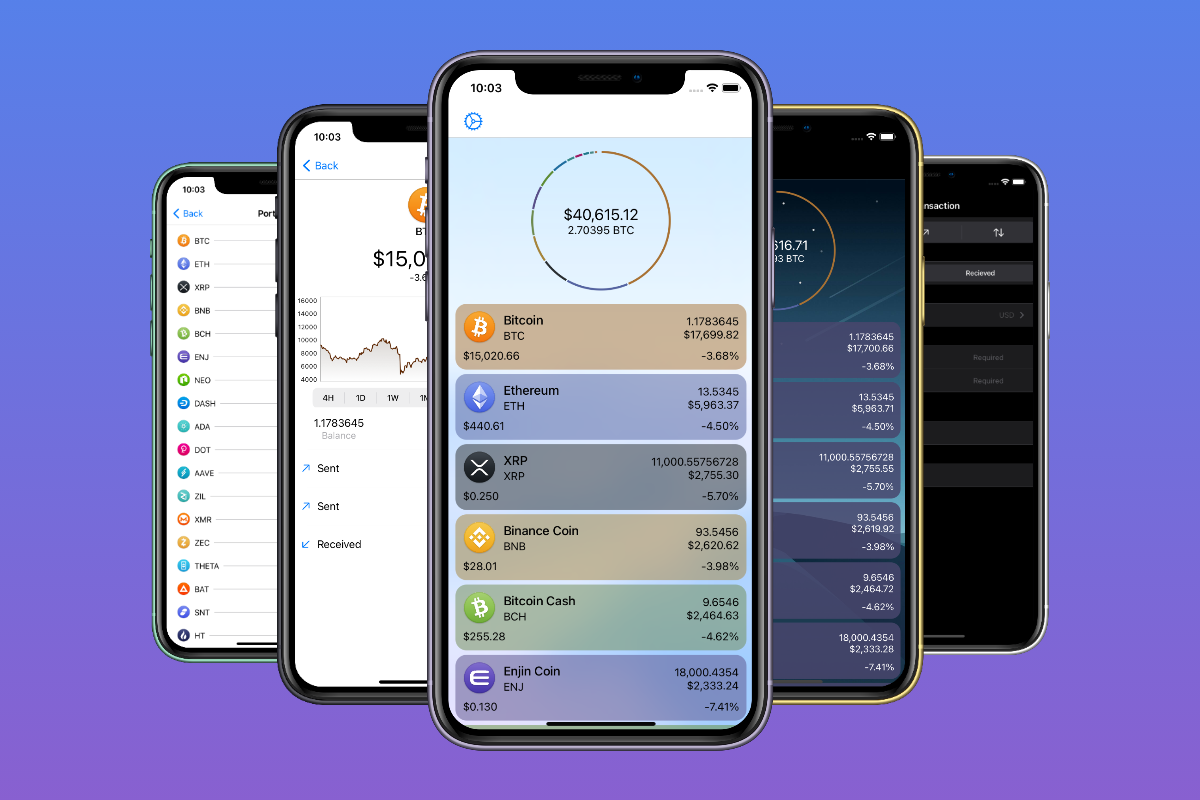 10:03
Back
Port
BTC
ETH
XRP
BNB
BCH
ENJ
NEO
DASH
ADA
DOT
AAVE
ZIL
XMR
ZEC
THETA
BAT
SNT
HT
10:03
Back
BT
$15,0
-3.6
16000
14000
12000
10000
8000
6000
4000
4H 1D 1W 1M
1.1783645
Balance
Sent
Sent
Received
10:03
$40,615.12
2.70395 BTC
Bitcoin 1.1783645
BTC $17,699.82
$15,020.66 -3.68%
Ethereum 13.5345
ETH $5,963.37
$440.61 -4.50%
XRP 11,000.55756728
XRP $2,755.30
$0.250 -5.70%
Binance Coin 93.5456
BNB $2,620.62
$28.01 -3.98%
Bitcoin Cash 9.6546
BCH $2,464.63
$255.28 -4.62%
Enjin Coin 18,000.4354
ENJ $2,333.24
$0.130 -7.41%
616.71
93 BTC
1.1783645
$17,700.66
-3.68%
13.5345
$5,963.71
-4.50%
11,000.55756728
$2,755.55
-5.70%
93.5456
$2,619.92
-3.98%
9.6546
$2,464.72
-4.62%
18,000.4354
$2,333.28
-7.41%
nsaction
Recieved
USD
Required
Required